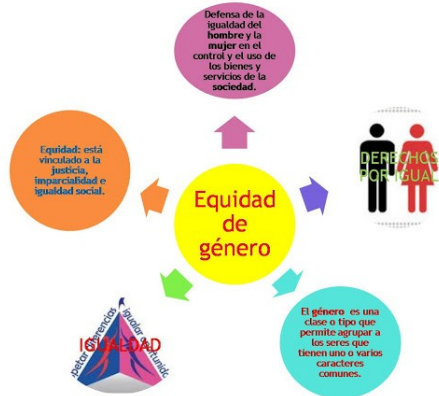 Defensa de la
igualdad del
hombre y la
mujer en el
control y el uso de
los bienes y
servicios de la
sociedad.
Equidad: está
vinculado a la
justicia,
imparcialidad e
igualdad social.
DERECHOS
POR IGUAL
Equidad
de
género
IGUALDAD
igualar
El género es una
clase o tipo que
permite agrupar a
los seres que
tienen uno o varios
caracteres
comunes.